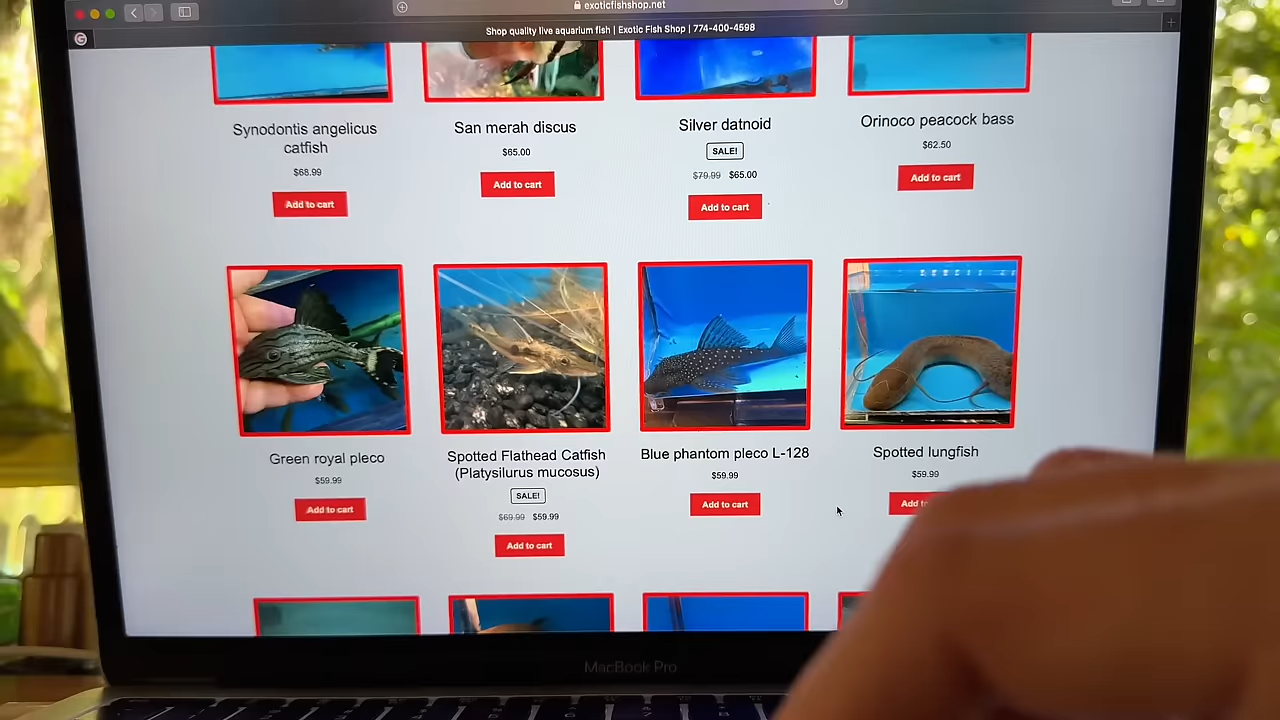 exoticfishshop.net
Shop quality live aquarium fish | Exotic Fish Shop | 774-400-4598
Synodontis angelicus
catfish
$68.99
Add to cart
San merah discus
$65.00
Add to cart
Silver datnoid
SALE!
$79.99 $65.00
Add to cart
Orinoco peacock bass
$62.50
Add to cart
Green royal pleco
$59.99
Add to cart
Spotted Flathead Catfish
(Platysilurus mucosus)
SALE!
$69.99 $59.99
Add to cart
Blue phantom pleco L-128
$59.99
Add to cart
Spotted lungfish
$59.99
Add
MacBook Pro